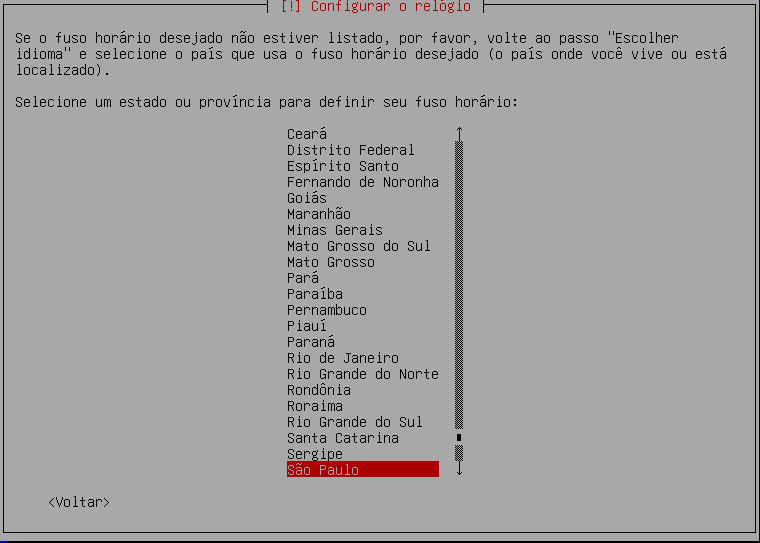 [!] Configurar o relógio
Se o fuso horário desejado não estiver listado, por favor, volte ao passo "Escolher
idioma" e selecione o país que usa o fuso horário desejado (o país onde você vive ou está
localizado).
Selecione um estado ou província para definir seu fuso horário:
Ceará
Distrito Federal
Espírito Santo
Fernando de Noronha
Goiás
Maranhão
Minas Gerais
Mato Grosso do Sul
Mato Grosso
Pará
Paraíba
Pernambuco
Piauí
Paraná
Rio de Janeiro
Rio Grande do Norte
Rondônia
Roraima
Rio Grande do Sul
Santa Catarina
Sergipe
São Paulo
<Voltar>